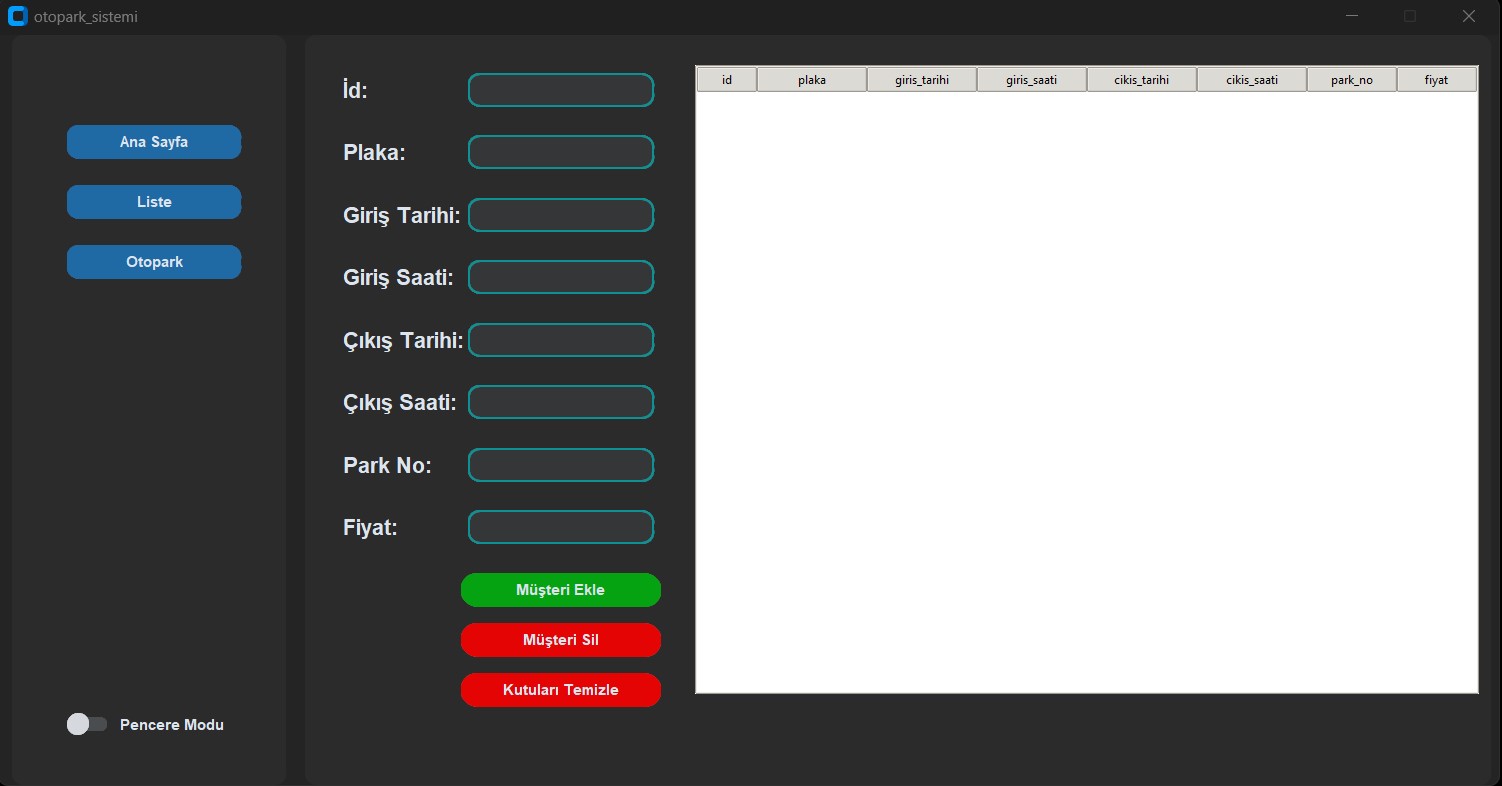 otopark_sistemi
Ana Sayfa
Liste
Otopark
Pencere Modu
İd:
Plaka:
Giriş Tarihi:
Giriş Saati:
Çıkış Tarihi:
Çıkış Saati:
Park No:
Fiyat:
Müşteri Ekle
Müşteri Sil
Kutuları Temizle
id plaka giris_tarihi giris_saati cikis_tarihi cikis_saati park_no fiyat